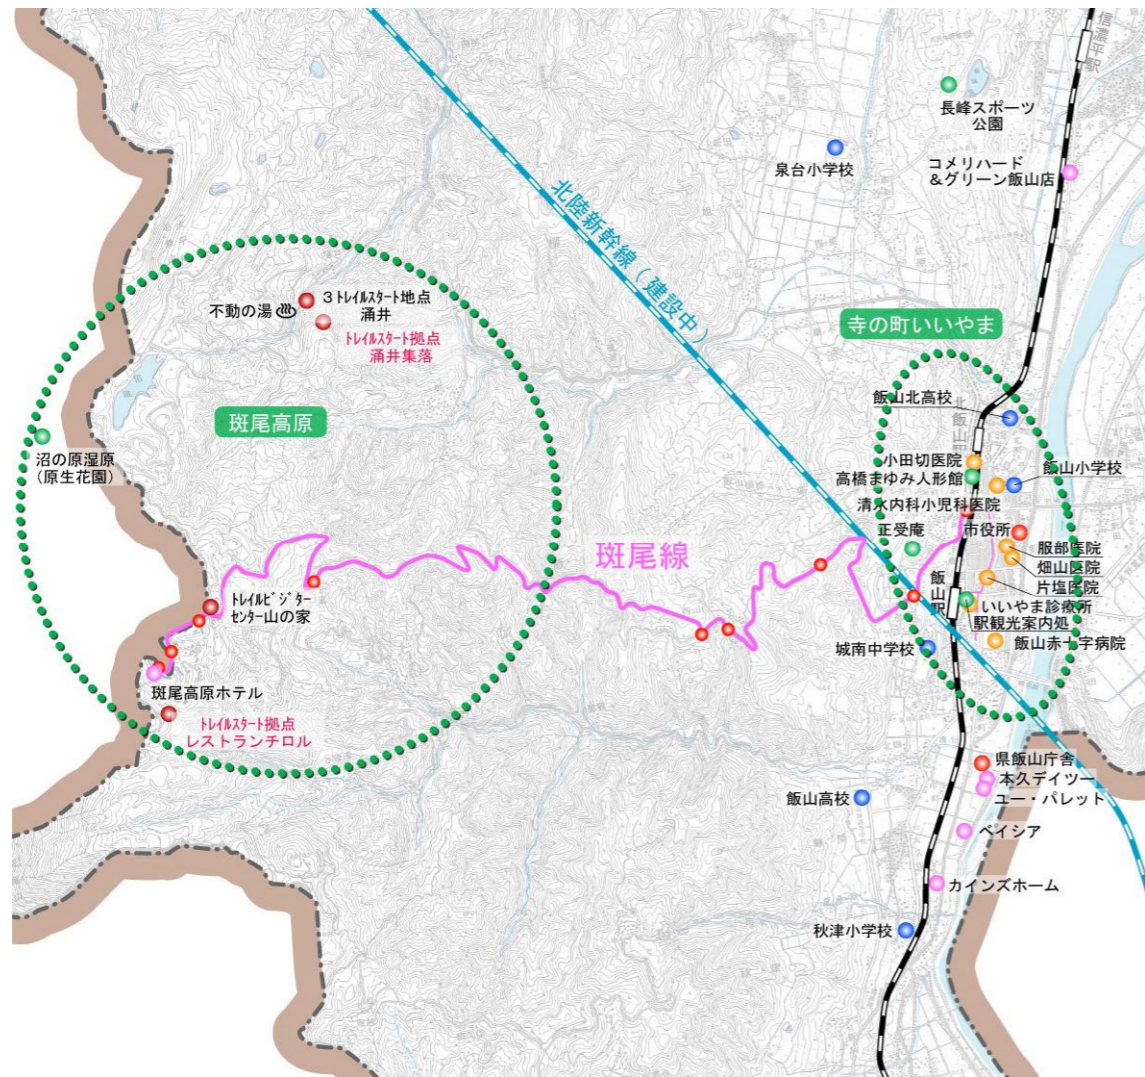 信濃平駅
長峰スポーツ
公園
泉台小学校
コメリハード
＆グリーン飯山店
北陸新幹線（建設中）
不動の湯
３ﾄﾚｲﾙｽﾀｰﾄ地点
涌井
ﾄﾚｲﾙｽﾀｰﾄ拠点
涌井集落
寺の町いいやま
斑尾高原
沼の原湿原
(原生花園)
北飯山駅
飯山北高校
小田切医院
高橋まゆみ人形館
飯山小学校
清水内科小児科医院
正受庵
市役所
斑尾線
服部医院
畑山医院
片塩医院
飯山駅
いいやま診療所
駅観光案内処
飯山赤十字病院
城南中学校
ﾄﾚｲﾙﾋﾞｼﾞﾀｰ
ｾﾝﾀｰ山の家
斑尾高原ホテル
ﾄﾚｲﾙｽﾀｰﾄ拠点
レストランチロル
県飯山庁舎
本久デイツー
ユー・パレット
飯山高校
ベイシア
カインズホーム
秋津小学校